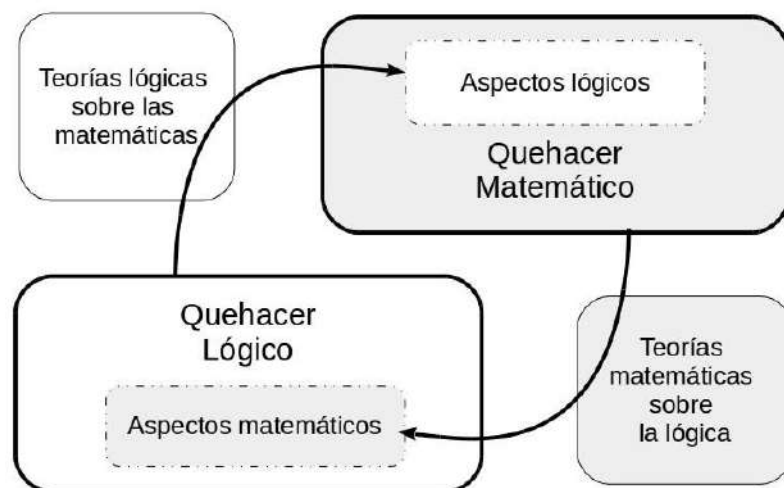 Teorías lógicas
sobre las
matemáticas
Aspectos lógicos
Quehacer
Matemático
Quehacer
Lógico
Aspectos matemáticos
Teorías
matemáticas
sobre
la lógica